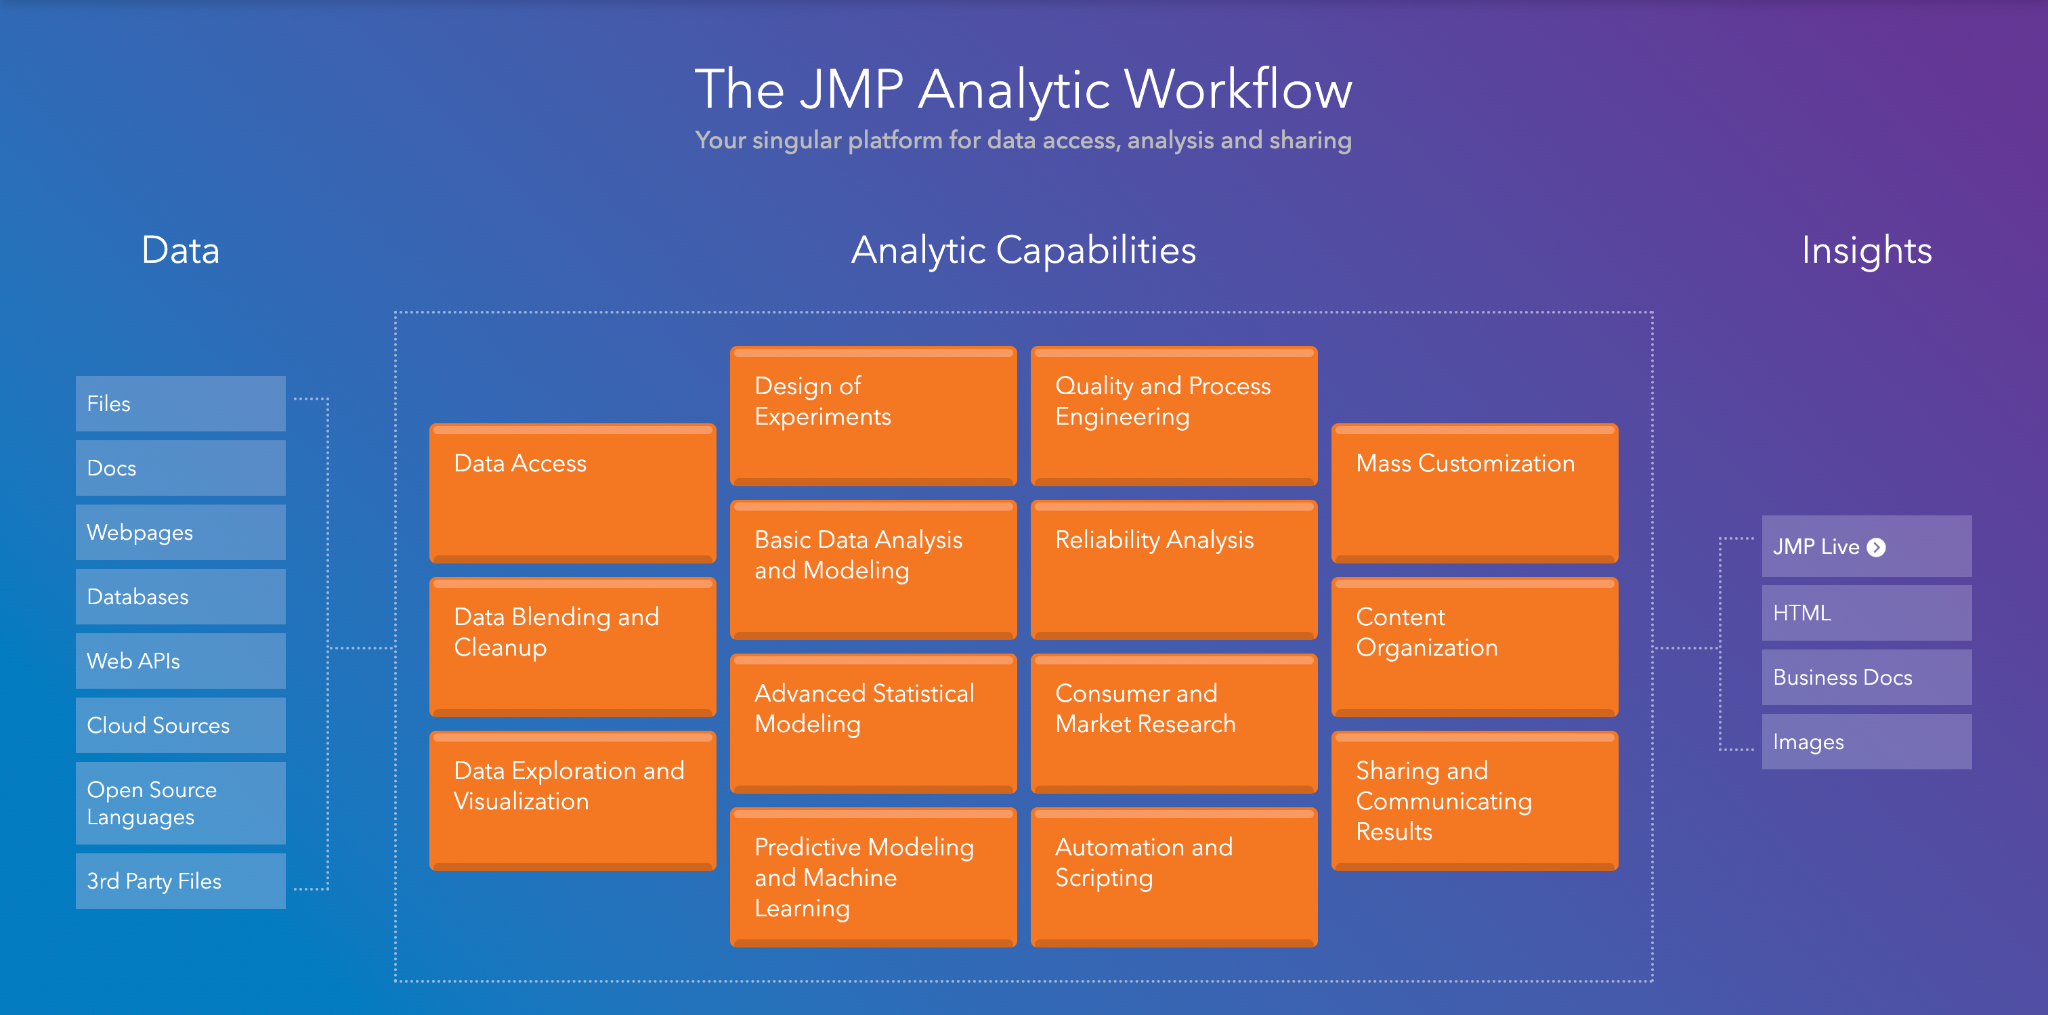 The JMP Analytic Workflow
Your singular platform for data access, analysis and sharing
Data
Analytic Capabilities
Insights
Files
Docs
Webpages
Databases
Web APIs
Cloud Sources
Open Source
Languages
3rd Party Files
Data Access
Data Blending and
Cleanup
Data Exploration and
Visualization
Design of
Experiments
Basic Data Analysis
and Modeling
Advanced Statistical
Modeling
Predictive Modeling
and Machine
Learning
Quality and Process
Engineering
Reliability Analysis
Consumer and
Market Research
Automation and
Scripting
Mass Customization
Content
Organization
Sharing and
Communicating
Results
JMP Live
HTML
Business Docs
Images